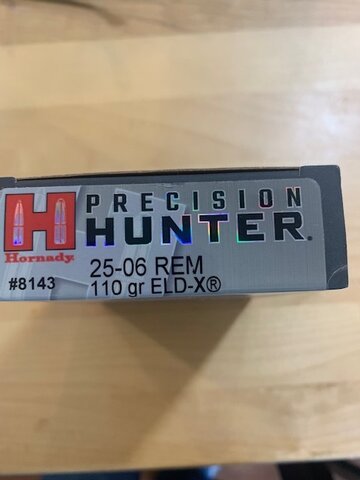 PRECISION
HUNTER.
H
Hornady
#8143
25-06 REM
110 gr ELD-X®